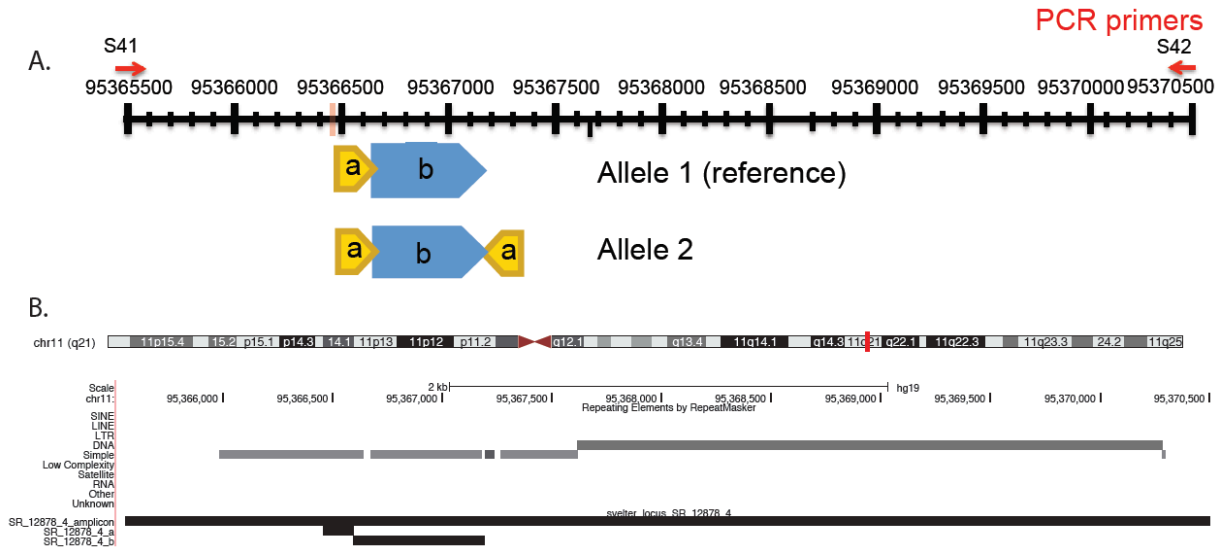 PCR primers
S41
S42
A.
95365500 95366000 95366500 95367000 95367500 95368000 95368500 95369000 95369500 95370000 95370500
a b Allele 1 (reference)
a b a Allele 2
B.
chr11 (q21) 11p15.4 15.2 p15.1 p14.3 14.1 11p13 11p12 p11.2 q12.1 q13.4 11q14.1 q14.3 11q21 q22.1 11q22.3 11q23.3 24.2 11q25
Scale 2 kb hg19
chr11: 95,366,000 95,366,500 95,367,000 95,367,500 95,368,000 95,368,500 95,369,000 95,369,500 95,370,000 95,370,500
Repeating Elements by RepeatMasker
SINE
LINE
LTR
DNA
Simple
Low Complexity
Satellite
RNA
Other
Unknown
svelter_locus_SR_12878_4
SR_12878_4_amplicon
SR_12878_4_a
SR_12878_4_b